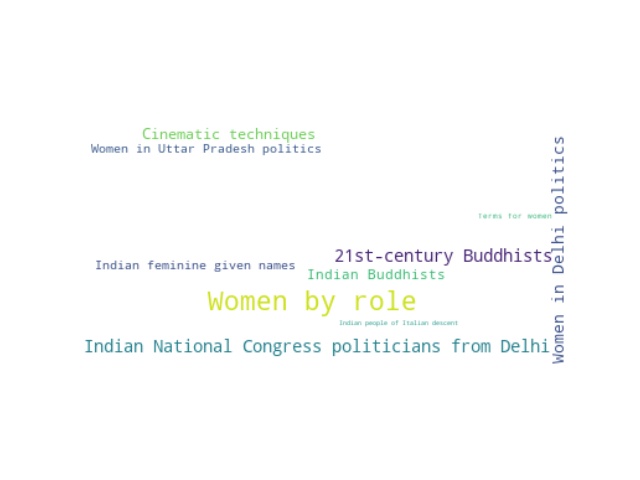 Cinematic techniques
Women in Uttar Pradesh politics
Women in Delhi politics
Terms for women
21st-century Buddhists
Indian feminine given names
Indian Buddhists
Women by role
Indian people of Italian descent
Indian National Congress politicians from Delhi